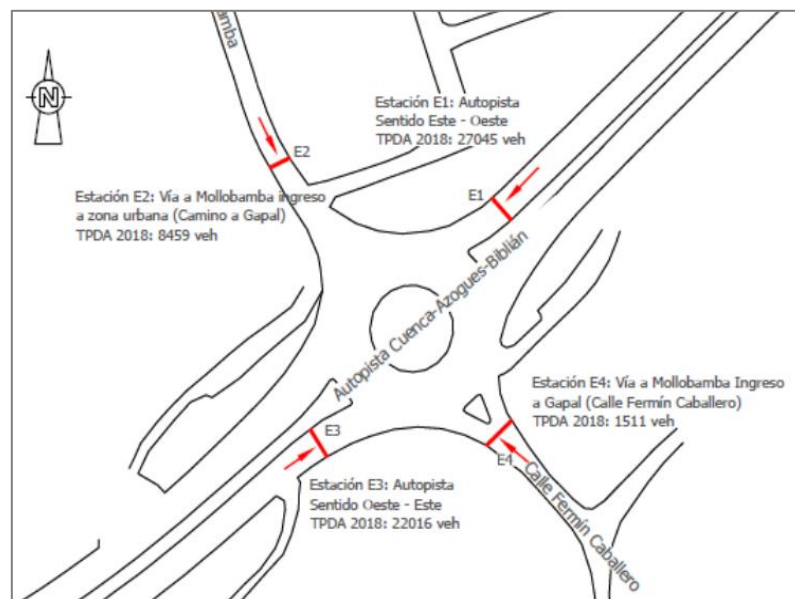 amba
N
Estación E1: Autopista
Sentido Este - Oeste
TPDA 2018: 27045 veh
E2
E1
Estación E2: Vía a Mollobamba ingreso
a zona urbana (Camino a Gapal)
TPDA 2018: 8459 veh
Autopista Cuenca-Azogues-Biblián
Estación E4: Vía a Mollobamba Ingreso
a Gapal (Calle Fermín Caballero)
TPDA 2018: 1511 veh
E3
E4
Calle Fermín Caballero
Estación E3: Autopista
Sentido Oeste - Este
TPDA 2018: 22016 veh